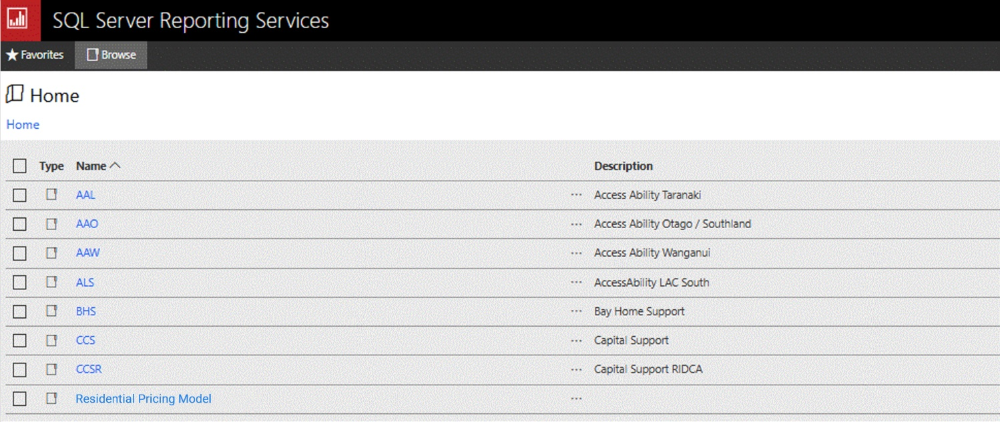 SQL Server Reporting Services
Favorites Browse
Home
Home
Type Name Description
AAL ... Access Ability Taranaki
AAO ... Access Ability Otago / Southland
AAW ... Access Ability Wanganui
ALS ... AccessAbility LAC South
BHS ... Bay Home Support
CCS ... Capital Support
CCSR ... Capital Support RIDCA
Residential Pricing Model ...